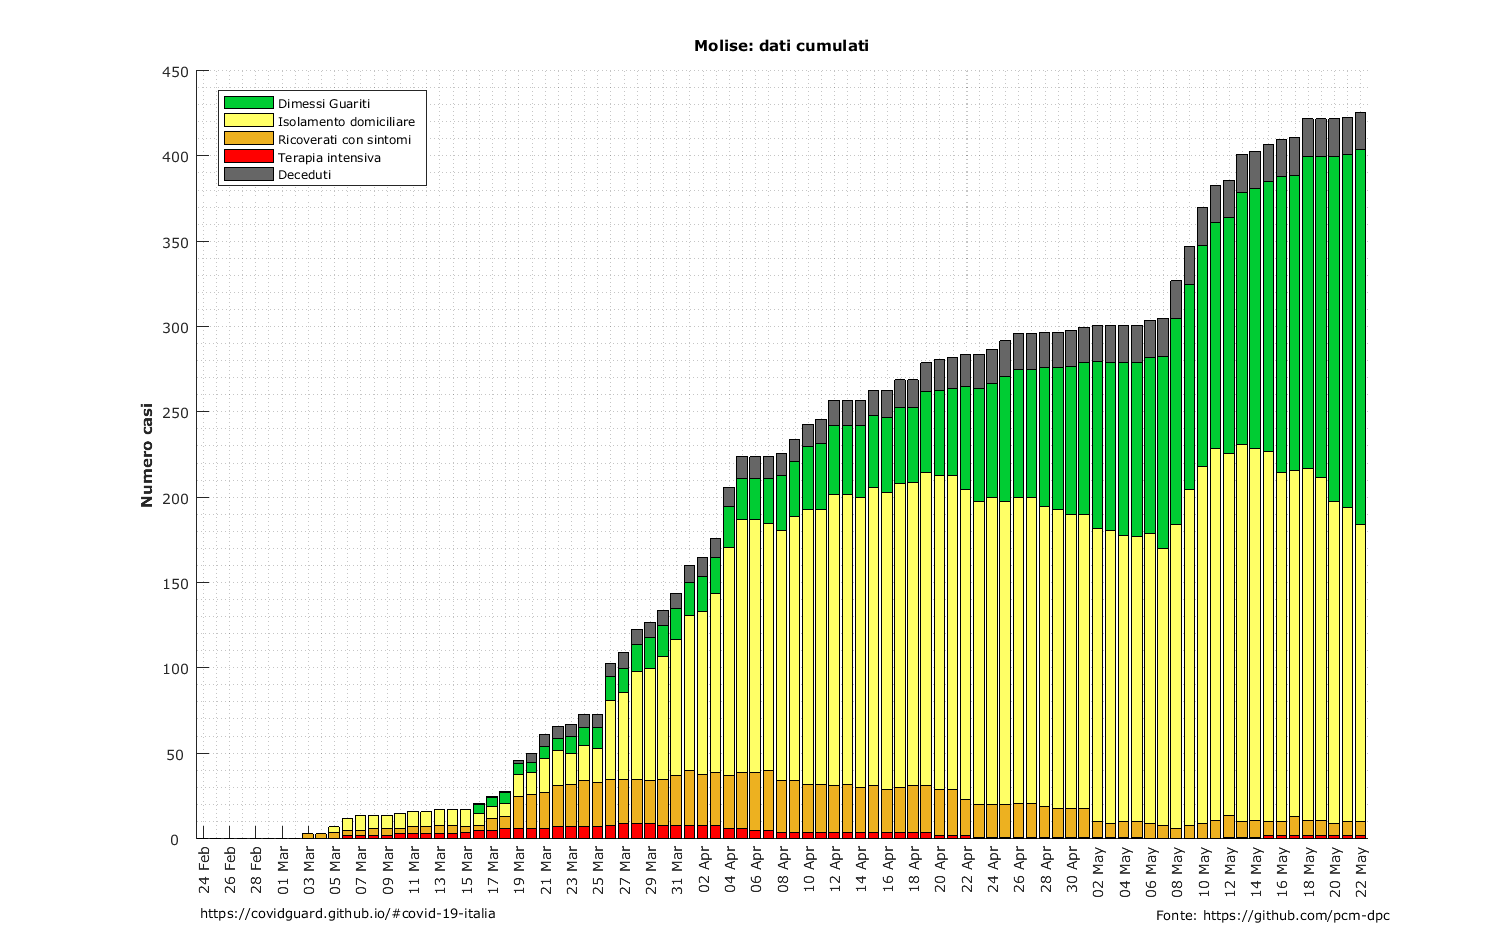 Molise: dati cumulati
450
400
350
300
250
200
150
100
50
0
Numero casi
Dimessi Guariti
Isolamento domiciliare
Ricoverati con sintomi
Terapia intensiva
Deceduti
24 Feb
26 Feb
28 Feb
01 Mar
03 Mar
05 Mar
07 Mar
09 Mar
11 Mar
13 Mar
15 Mar
17 Mar
19 Mar
21 Mar
23 Mar
25 Mar
27 Mar
29 Mar
31 Mar
02 Apr
04 Apr
06 Apr
08 Apr
10 Apr
12 Apr
14 Apr
16 Apr
18 Apr
20 Apr
22 Apr
24 Apr
26 Apr
28 Apr
30 Apr
02 May
04 May
06 May
08 May
10 May
12 May
14 May
16 May
18 May
20 May
22 May
https://covidguard.github.io/#covid-19-italia
Fonte: https://github.com/pcm-dpc